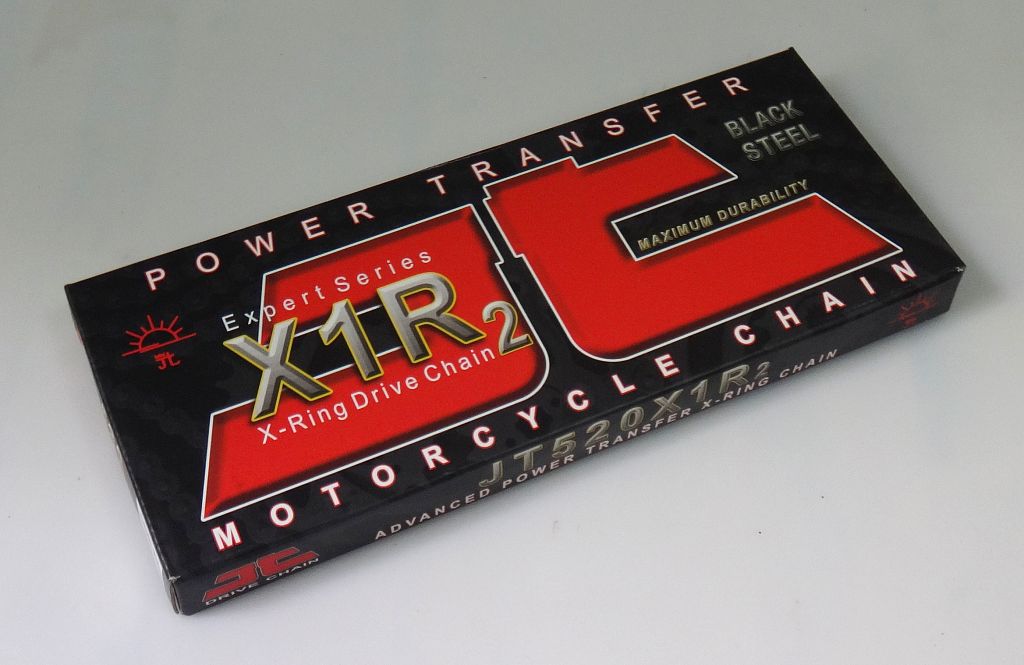 POWER TRANSFER
BLACK
STEEL
MAXIMUM DURABILITY
Expert Series
X1R2
X-Ring Drive Chain
JT
MOTORCYCLE CHAIN
JT520X1R2
ADVANCED POWER TRANSFER X-RING CHAIN
JT
DRIVE CHAIN